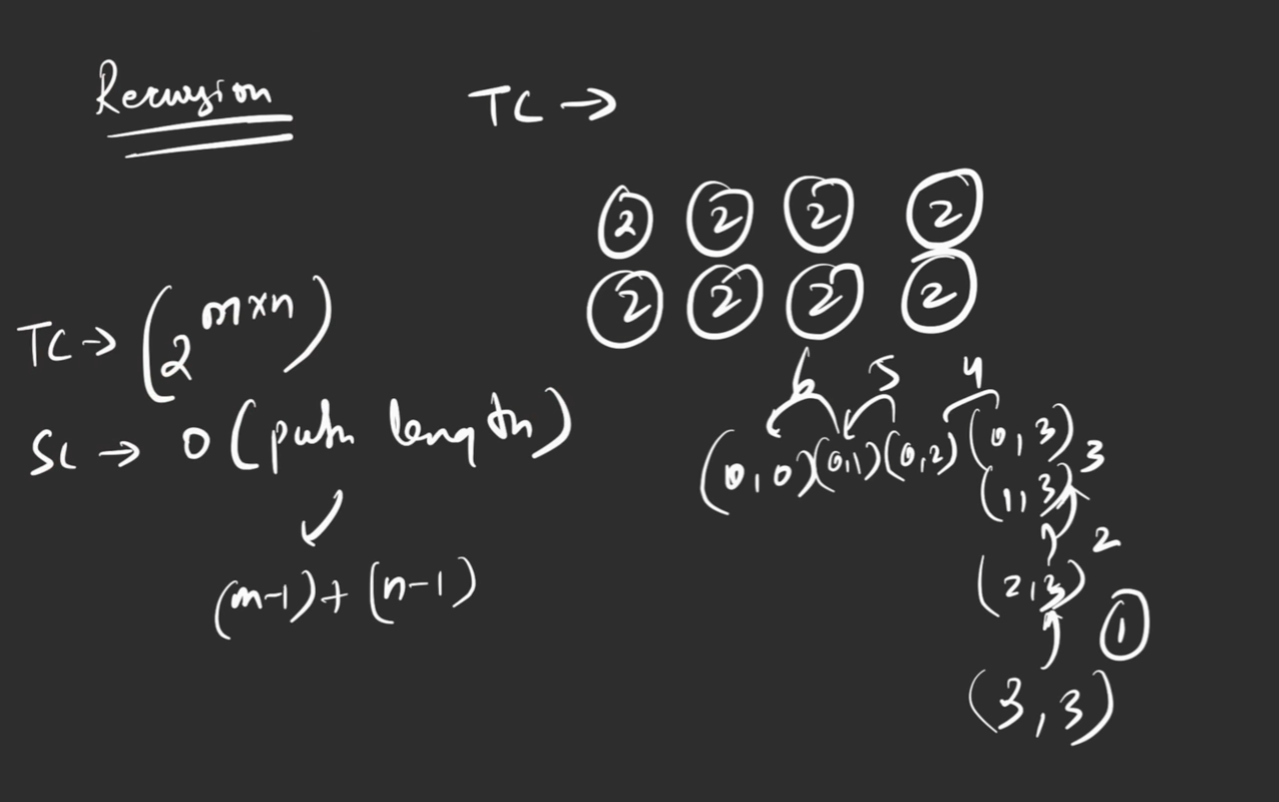 Recursion
TC →
2 2 2 2
2 2 2 2
TC → (2^m×n)
SC → O(path length)
(m-1)+(n-1)
6 5 4
(0,0)(0,1)(0,2)(0,3)
3
(1,3)
2
(2,3)
1
(3,3)